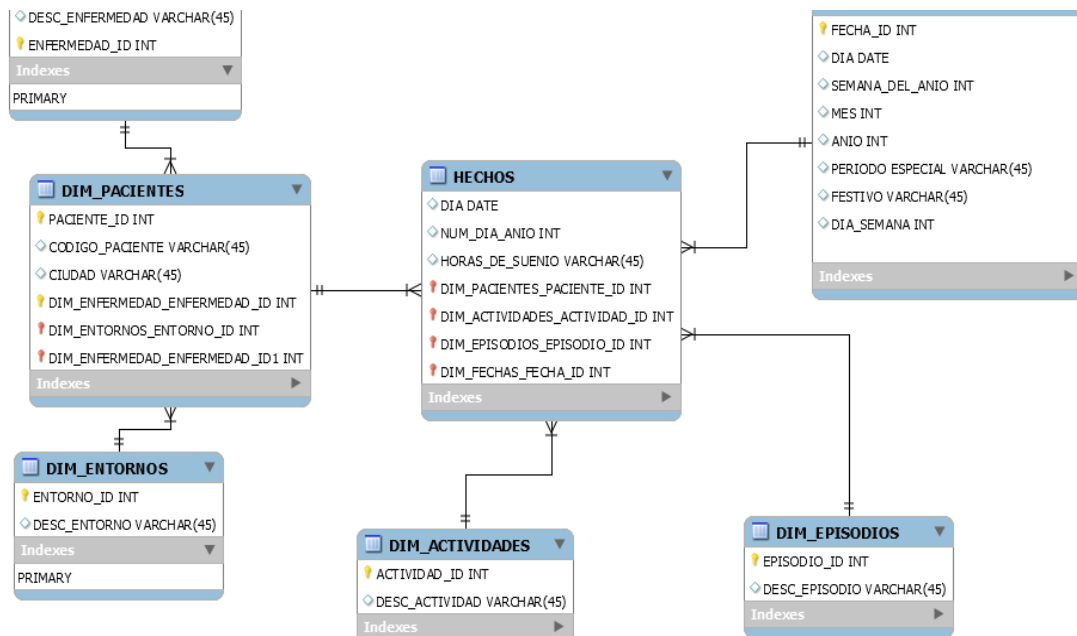 DESC_ENFERMEDAD VARCHAR(45)
ENFERMEDAD_ID INT
Indexes
PRIMARY
DIM_PACIENTES
PACIENTE_ID INT
CODIGO_PACIENTE VARCHAR(45)
CIUDAD VARCHAR(45)
DIM_ENFERMEDAD_ENFERMEDAD_ID INT
DIM_ENTORNOS_ENTORNO_ID INT
DIM_ENFERMEDAD_ENFERMEDAD_ID1 INT
Indexes
DIM_ENTORNOS
ENTORNO_ID INT
DESC_ENTORNO VARCHAR(45)
Indexes
PRIMARY
HECHOS
DIA DATE
NUM_DIA_ANIO INT
HORAS_DE_SUENIO VARCHAR(45)
DIM_PACIENTES_PACIENTE_ID INT
DIM_ACTIVIDADES_ACTIVIDAD_ID INT
DIM_EPISODIOS_EPISODIO_ID INT
DIM_FECHAS_FECHA_ID INT
Indexes
DIM_ACTIVIDADES
ACTIVIDAD_ID INT
DESC_ACTIVIDAD VARCHAR(45)
Indexes
FECHA_ID INT
DIA DATE
SEMANA_DEL_ANIO INT
MES INT
ANIO INT
PERIODO ESPECIAL VARCHAR(45)
FESTIVO VARCHAR(45)
DIA_SEMANA INT
Indexes
DIM_EPISODIOS
EPISODIO_ID INT
DESC_EPISODIO VARCHAR(45)
Indexes